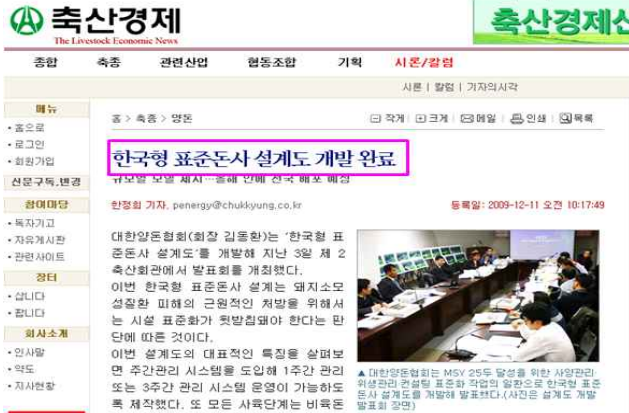 축산경제
The Livestock Economic News
축산경제신
종합 축종 관련산업 협동조합 기획 시론/칼럼
시론 | 칼럼 | 기자의시각
메뉴
• 홈으로
• 로그인
• 회원가입
신문구독,변경
참여마당
• 독자기고
• 자유게시판
• 관련사이트
장터
• 삽니다
• 팝니다
회사소개
• 인사말
• 약도
• 지사현황
홈 > 축종 > 양돈
작게 크게 메일 인쇄 목록
한국형 표준돈사 설계도 개발 완료
규모별 모델 제시…올해 안에 전국 배포 예정
한정희 기자, penergy@chukkyung.co.kr
등록일: 2009-12-11 오전 10:17:49
대한양돈협회(회장 김동환)는 ‘한국형 표
준돈사 설계도’를 개발해 지난 3일 제 2
축산회관에서 발표회를 개최했다.
이번 한국형 표준돈사 설계는 돼지소모
성질환 피해의 근원적인 처방을 위해서
는 시설 표준화가 뒷받침돼야 한다는 판
단에 따른 것이다.
이번 설계도의 대표적인 특징을 살펴보
면 주간관리 시스템을 도입해 1주간 관리
또는 3주간 관리 시스템 운영이 가능하도
록 제작했다. 또 모든 사육단계는 비육돈
▲ 대한양돈협회는 MSY 25두 달성을 위한 사양관리·
위생관리 컨설팅 표준화 작업의 일환으로 한국형 표준
돈사 설계도를 개발해 발표했다.(사진은 설계도 개발
발표회 장면)